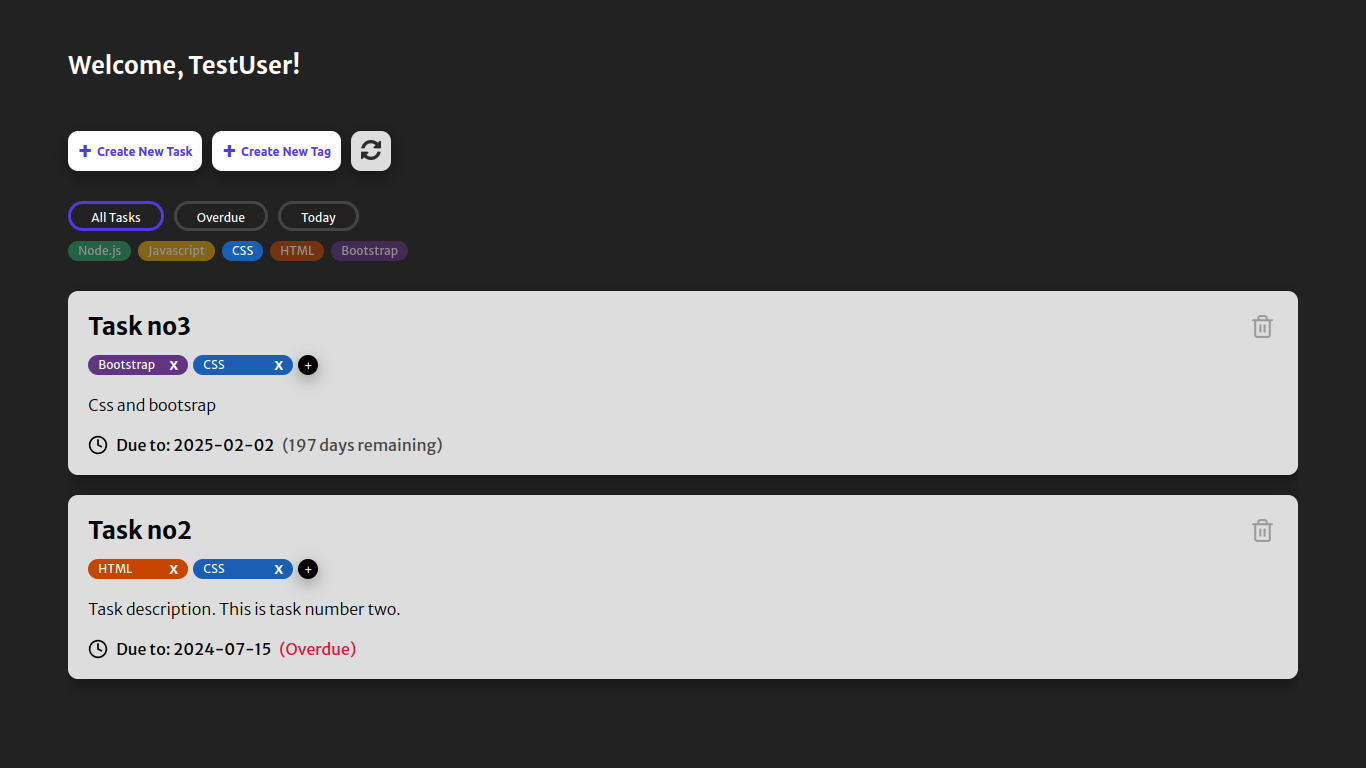 Welcome, TestUser!
+ Create New Task + Create New Tag
All Tasks Overdue Today
Node.js Javascript CSS HTML Bootstrap
Task no3
Bootstrap X CSS X +
Css and bootsrap
Due to: 2025-02-02 (197 days remaining)
Task no2
HTML X CSS X +
Task description. This is task number two.
Due to: 2024-07-15 (Overdue)